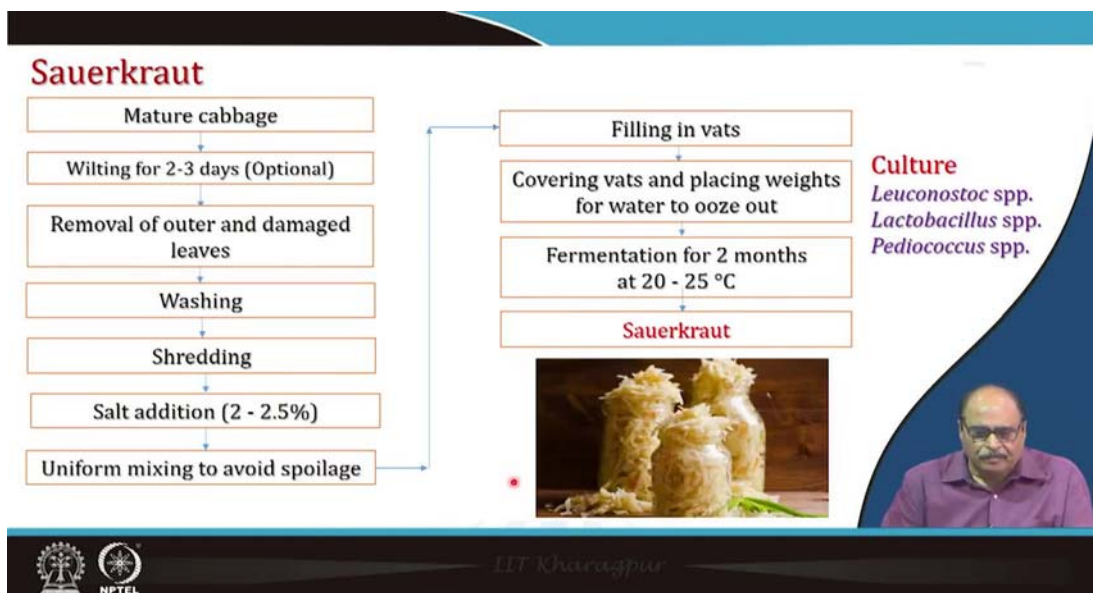 Sauerkraut
Mature cabbage
Wilting for 2-3 days (Optional)
Removal of outer and damaged
leaves
Washing
Shredding
Salt addition (2 - 2.5%)
Uniform mixing to avoid spoilage
Filling in vats
Covering vats and placing weights
for water to ooze out
Fermentation for 2 months
at 20 - 25 °C
Sauerkraut
Culture
Leuconostoc spp.
Lactobacillus spp.
Pediococcus spp.
IIT Kharagpur
NPTEL